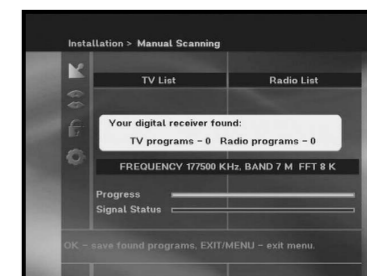 Installation > Manual Scanning
TV List Radio List
Your digital receiver found:
TV programs - 0 Radio programs - 0
FREQUENCY 177500 KHz, BAND 7 M FFT 8 K
Progress
Signal Status
OK - save found programs, EXIT/MENU - exit menu.